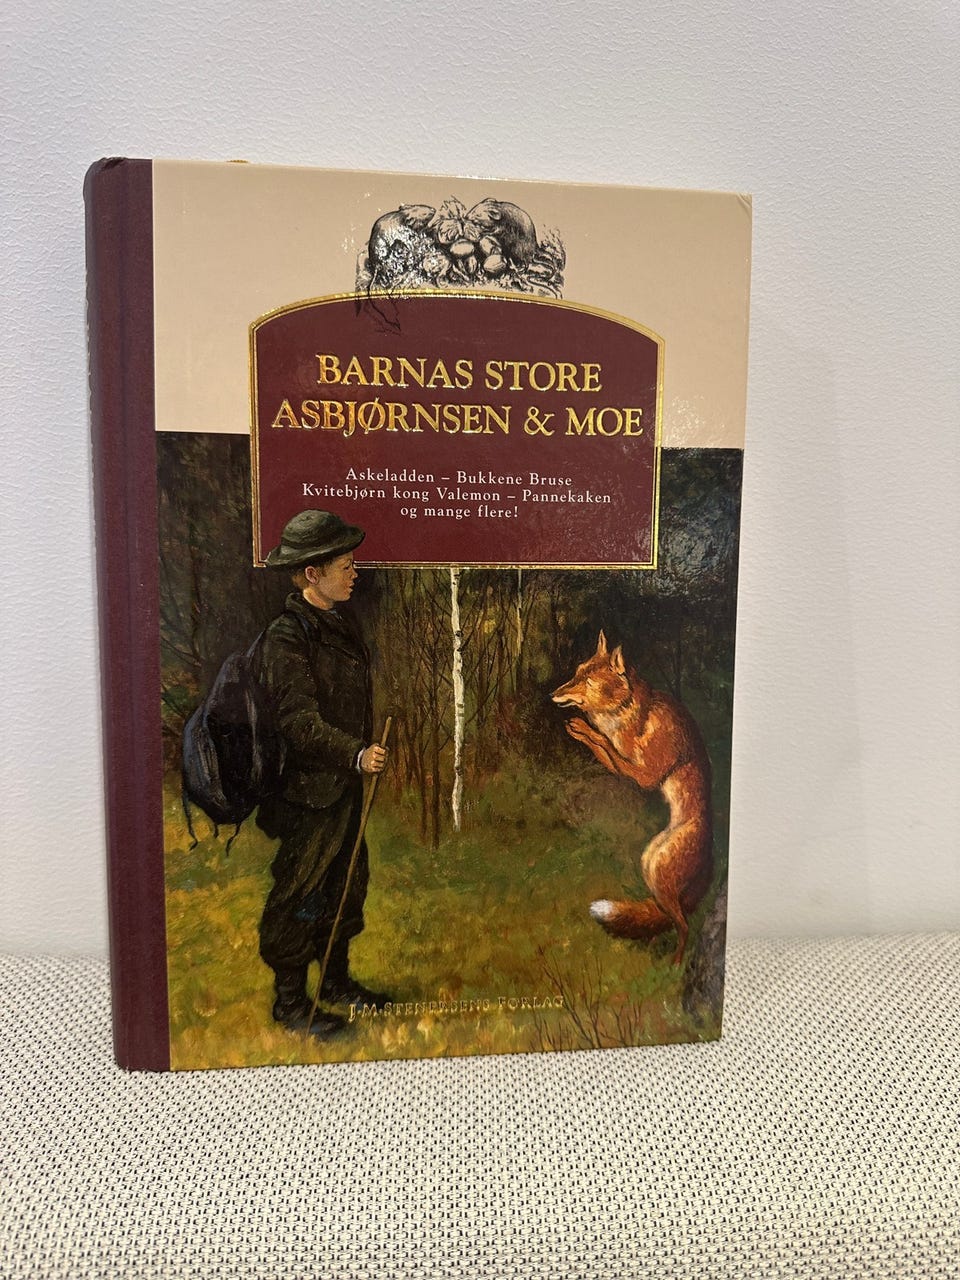 BARNAS STORE
ASBJØRNSEN & MOE
Askeladden – Bukkene Bruse
Kvitebjørn kong Valemon – Pannekaken
og mange flere!
J·M·STENERSENS FORLAG